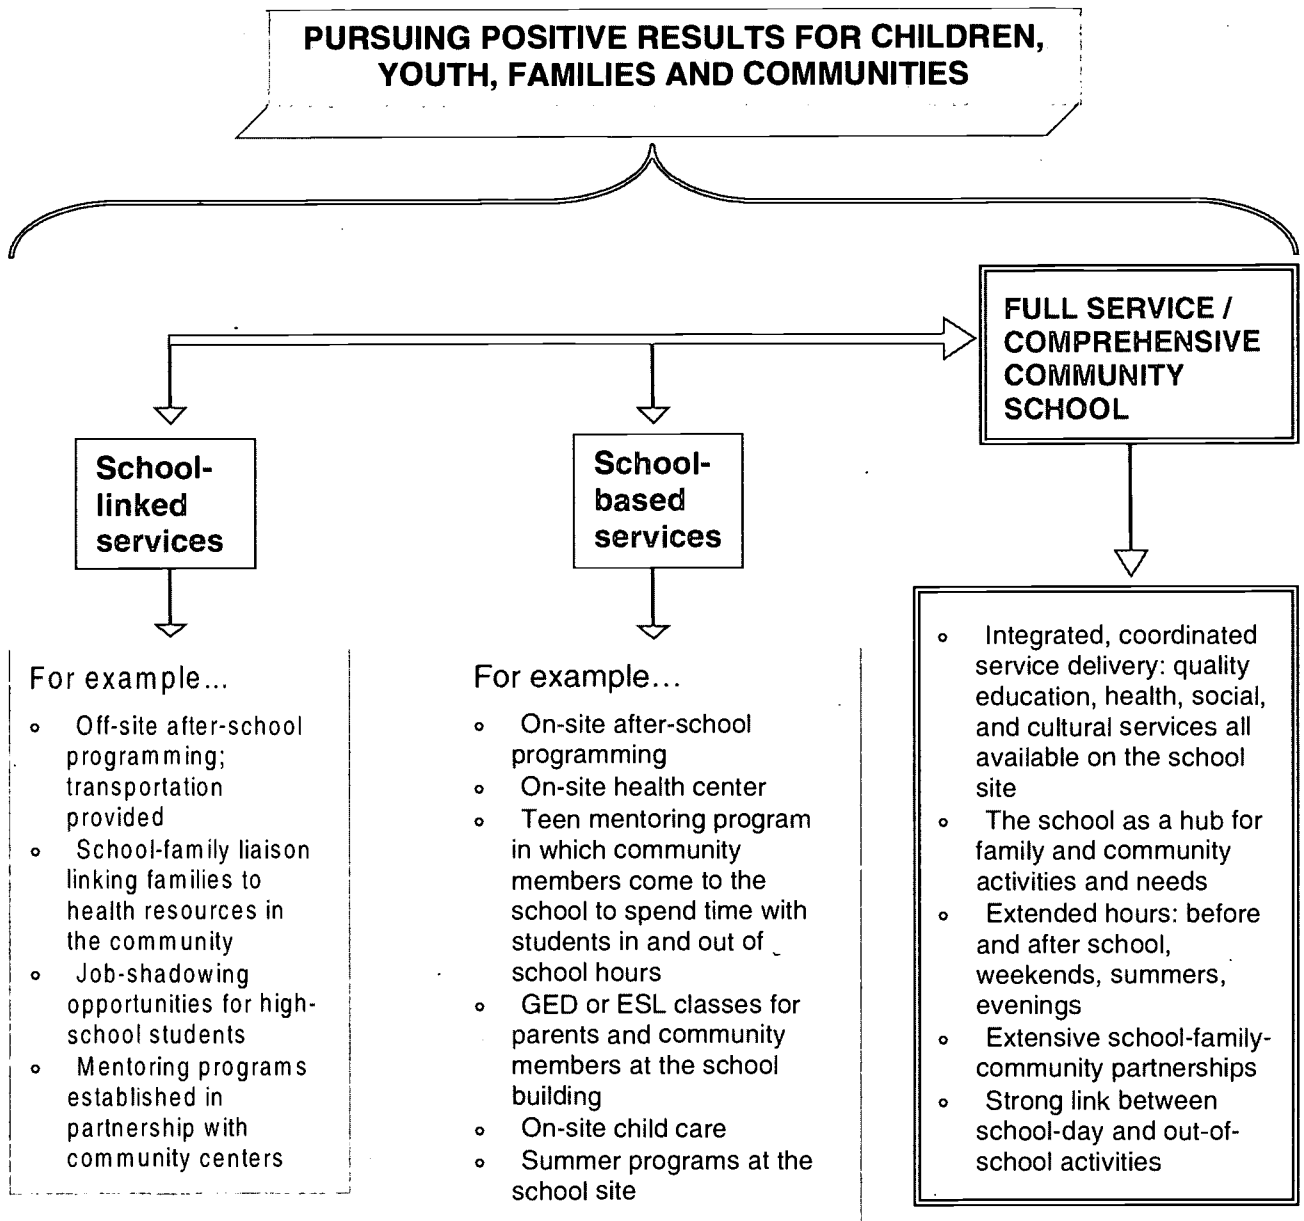 PURSUING POSITIVE RESULTS FOR CHILDREN,
YOUTH, FAMILIES AND COMMUNITIES
FULL SERVICE /
COMPREHENSIVE
COMMUNITY
SCHOOL
School-
linked
services
School-
based
services
For example...
o Off-site after-school
programming;
transportation
provided
o School-family liaison
linking families to
health resources in
the community
o Job-shadowing
opportunities for high-
school students
o Mentoring programs
established in
partnership with
community centers
For example...
o On-site after-school
programming
o On-site health center
o Teen mentoring program
in which community
members come to the
school to spend time with
students in and out of
school hours
o GED or ESL classes for
parents and community
members at the school
building
o On-site child care
o Summer programs at the
school site
o Integrated, coordinated
service delivery: quality
education, health, social,
and cultural services all
available on the school
site
o The school as a hub for
family and community
activities and needs
o Extended hours: before
and after school,
weekends, summers,
evenings
o Extensive school-family-
community partnerships
o Strong link between
school-day and out-of-
school activities